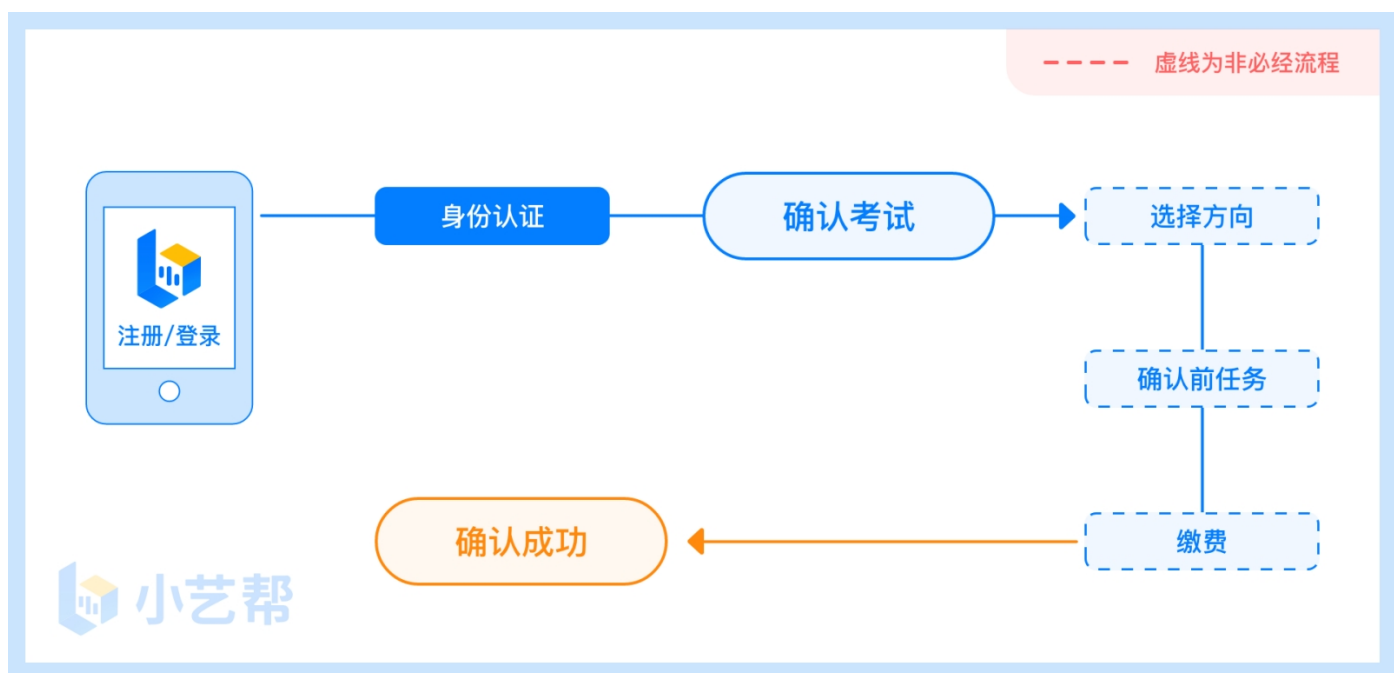 虚线为非必经流程
身份认证
确认考试
选择方向
注册/登录
确认前任务
确认成功
缴费
小艺帮